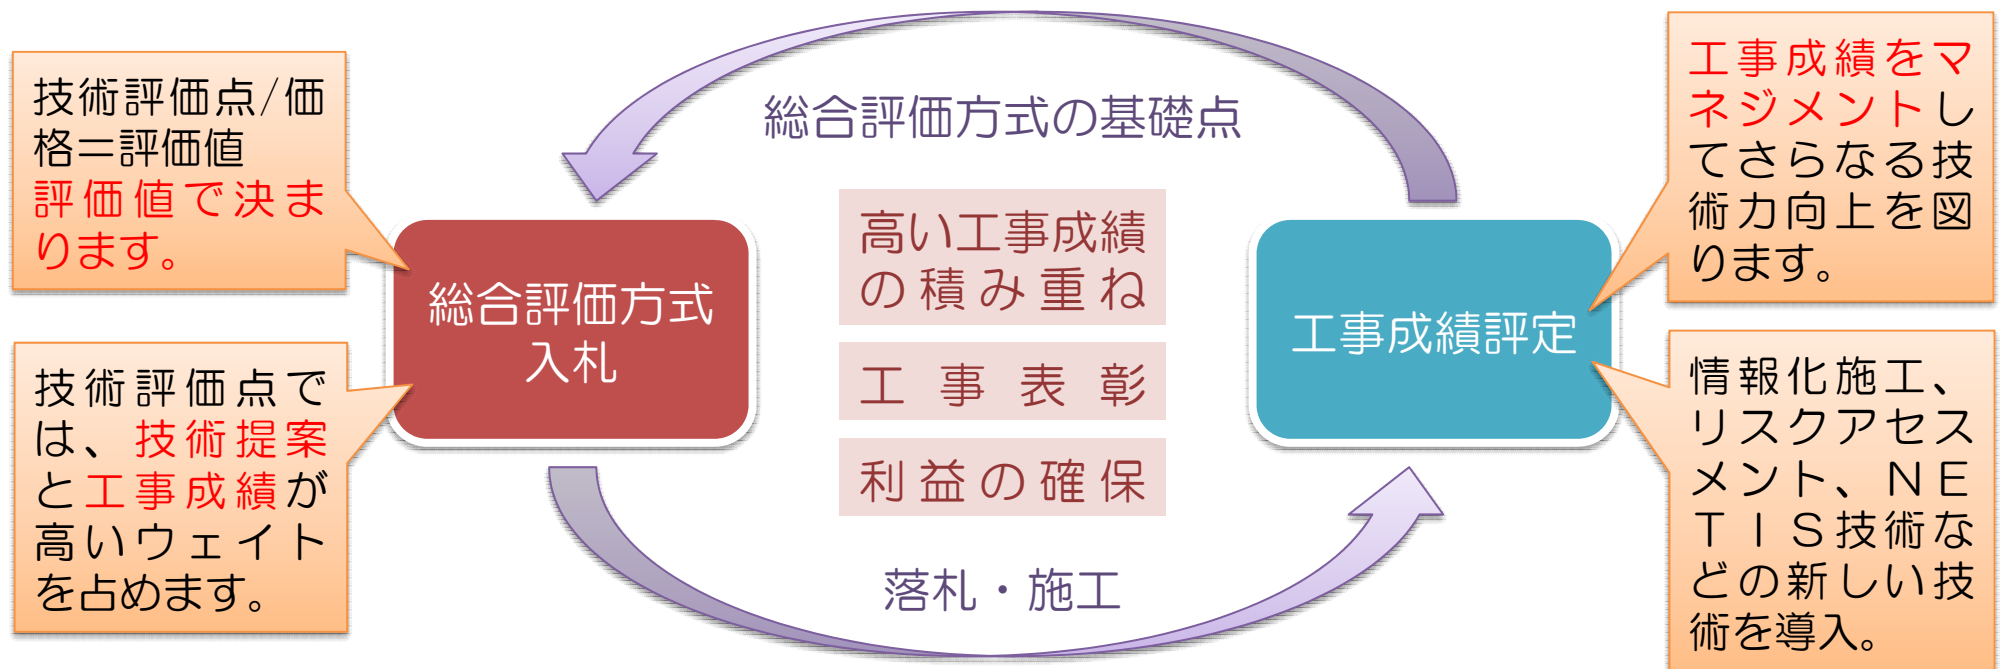 技術評価点/価
格＝評価値
評価値で決ま
ります。
技術評価点で
は、技術提案
と工事成績が
高いウェイト
を占めます。
総合評価方式
入札
総合評価方式の基礎点
高い工事成績
の積み重ね
工事表彰
利益の確保
落札・施工
工事成績評定
工事成績をマ
ネジメントし
てさらなる技
術力向上を図
ります。
情報化施工、
リスクアセス
メント、ＮＥ
ＴＩＳ技術な
どの新しい技
術を導入。